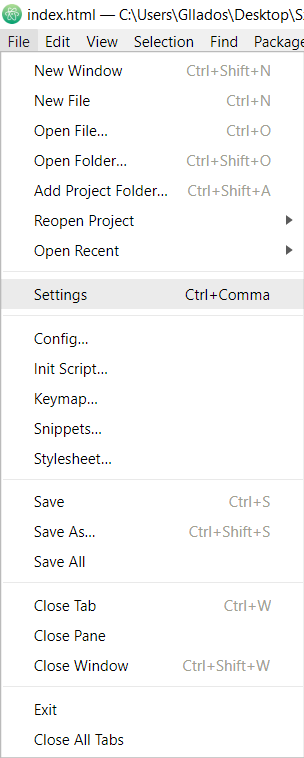 index.html — C:\Users\Gllados\Desktop\S
File Edit View Selection Find Package
New Window Ctrl+Shift+N
New File Ctrl+N
Open File... Ctrl+O
Open Folder... Ctrl+Shift+O
Add Project Folder... Ctrl+Shift+A
Reopen Project
Open Recent
Settings Ctrl+Comma
Config...
Init Script...
Keymap...
Snippets...
Stylesheet...
Save Ctrl+S
Save As... Ctrl+Shift+S
Save All
Close Tab Ctrl+W
Close Pane
Close Window Ctrl+Shift+W
Exit
Close All Tabs